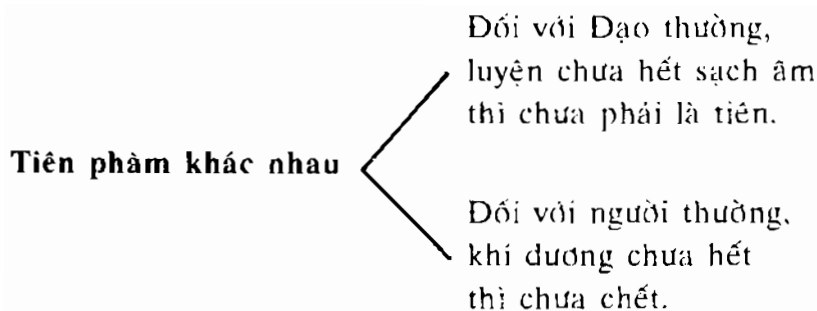 Đối với Đạo thường,
luyện chưa hết sạch âm
thì chưa phải là tiên.
Tiên phàm khác nhau
Đối với người thường,
khí dương chưa hết
thì chưa chết.